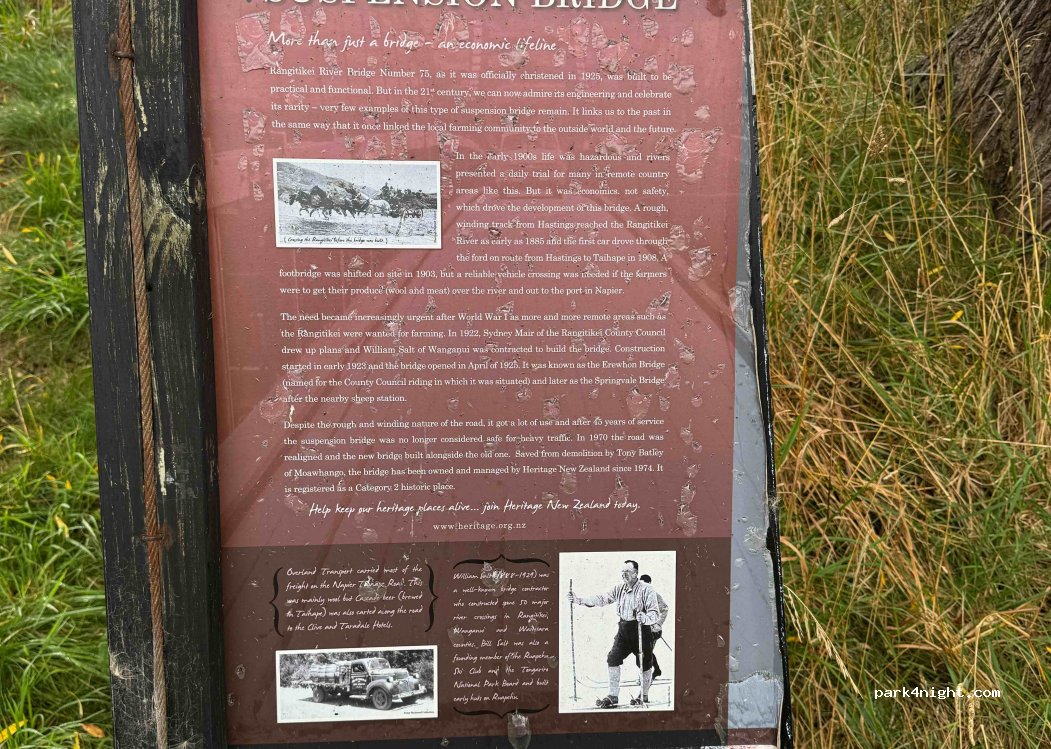 SUSPENSION BRIDGE
More than just a bridge – an economic lifeline
Rangitikei River Bridge Number 75, as it was officially christened in 1925, was built to be
practical and functional. But in the 21st century, we can now admire its engineering and celebrate
its rarity – very few examples of this type of suspension bridge remain. It links us to the past in
the same way that it once linked the local farming community to the outside world and the future.
In the early 1900s life was hazardous and rivers
presented a daily trial for many in remote country
areas like this. But it was economics, not safety,
which drove the development of this bridge. A rough,
winding track from Hastings reached the Rangitikei
River as early as 1885 and the first car drove through
the ford on route from Hastings to Taihape in 1908. A
footbridge was shifted on site in 1903, but a reliable vehicle crossing was needed if the farmers
were to get their produce (wool and meat) over the river and out to the port in Napier.
( Crossing the Rangitikei before the bridge was built. )
The need became increasingly urgent after World War I as more and more remote areas such as
the Rangitikei were wanted for farming. In 1922, Sydney Mair of the Rangitikei County Council
drew up plans and William Salt of Wanganui was contracted to build the bridge. Construction
started in early 1923 and the bridge opened in April of 1925. It was known as the Erewhon Bridge
(named for the County Council riding in which it was situated) and later as the Springvale Bridge
after the nearby sheep station.
Despite the rough and winding nature of the road, it got a lot of use and after 45 years of service
the suspension bridge was no longer considered safe for heavy traffic. In 1970 the road was
realigned and the new bridge built alongside the old one. Saved from demolition by Tony Batley
of Moawhango, the bridge has been owned and managed by Heritage New Zealand since 1974. It
is registered as a Category 2 historic place.
Help keep our heritage places alive... join Heritage New Zealand today.
www.heritage.org.nz
Overland Transport carried most of the
freight on the Napier Taihape Road. This
was mainly wool but Cascade beer (brewed
in Taihape) was also carted along the road
to the Clive and Taradale Hotels.
William Salt (1888-1929) was
a well-known bridge contractor
who constructed some 50 major
river crossings in Rangitikei,
Wanganui and Waitotara
counties. Bill Salt was also a
founding member of the Ruapehu
Ski Club and the Tongariro
National Park Board and built
early huts on Ruapehu.
park4night.com